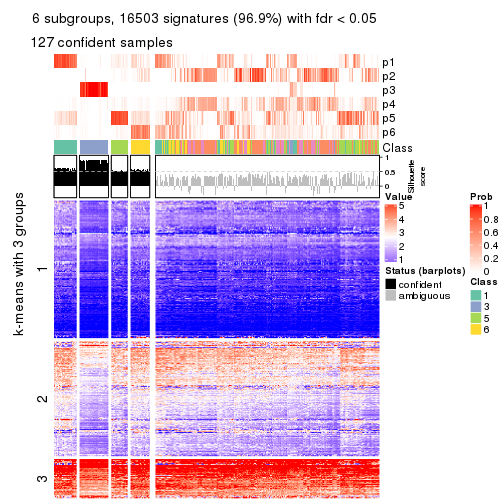 6 subgroups, 16503 signatures (96.9%) with fdr < 0.05
127 confident samples
p1
p2
p3
p4
p5
p6
Class
1
0.5
0
Silhouette
score
k-means with 3 groups
1
2
3
Value
5
4
3
2
1
Status (barplots)
confident
ambiguous
Prob
1
0.8
0.6
0.4
0.2
0
Class
1
3
5
6